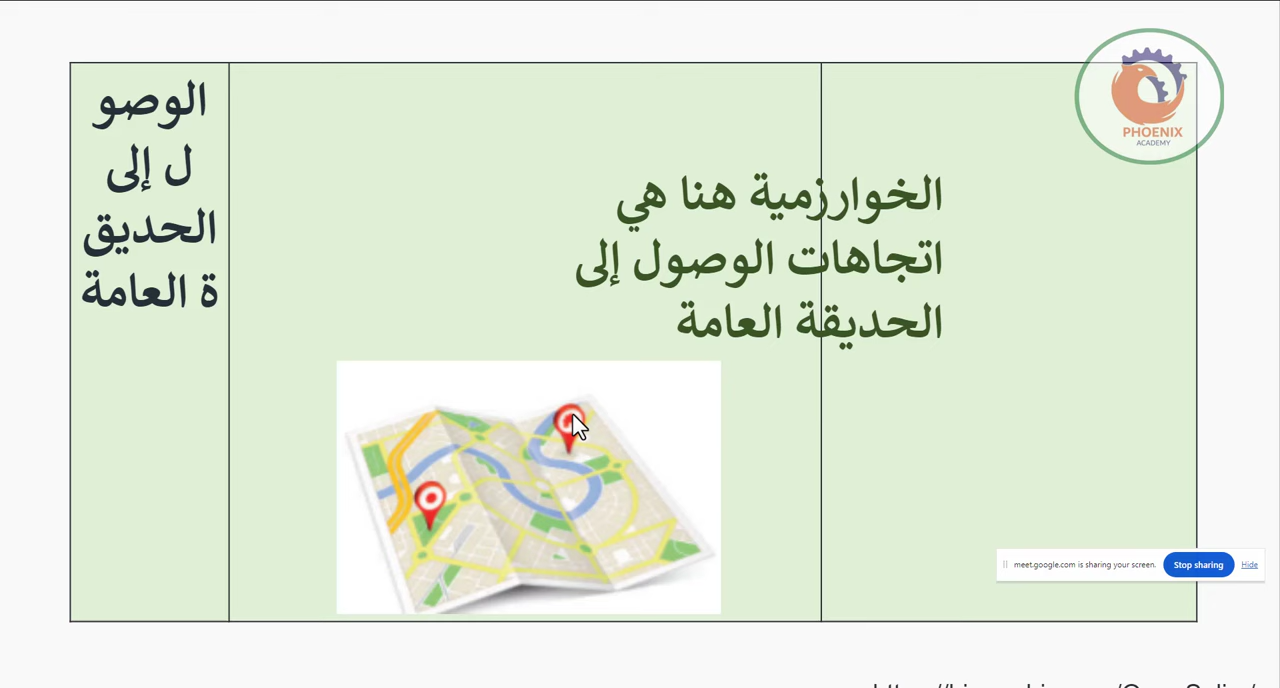 PHOENIX
ACADEMY
الوصو
ل إلى
الحديق
ة العامة
الخوارزمية هنا هي
اتجاهات الوصول إلى
الحديقة العامة
meet.google.com is sharing your screen.
Stop sharing
Hide